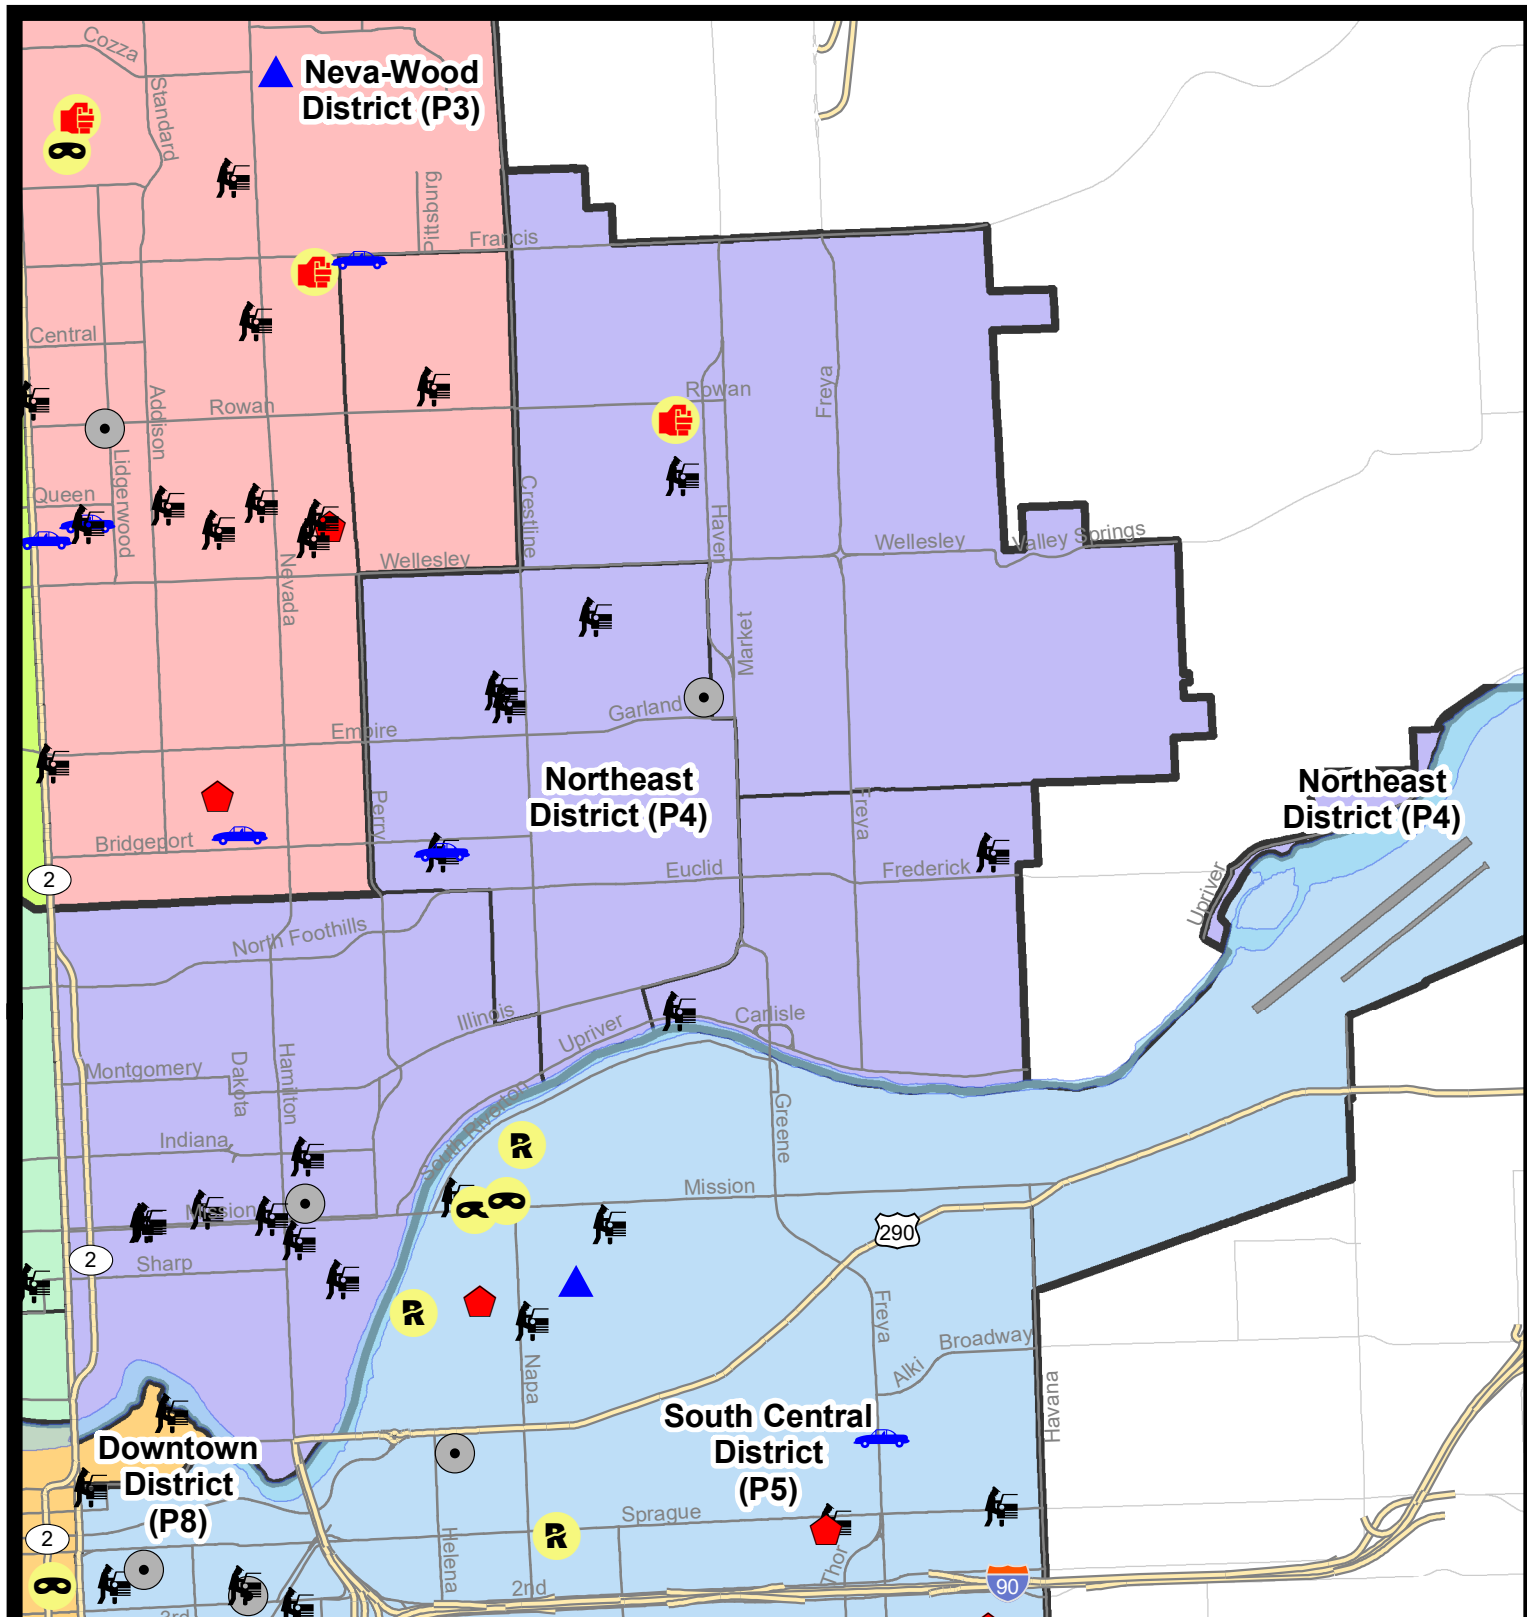 Cozza
Standard
Neva-Wood
District (P3)
Pittsburg
Francis
Central
Addison
Rowan
Rowan
Freya
Lidgerwood
Queen
Crestline
Haven
Nevada
Wellesley
Wellesley
Valley Springs
Market
Garland
Empire
Perry
Bridgeport
Northeast
District (P4)
Northeast
District (P4)
Freya
2
Euclid
Frederick
Upriver
North Foothills
Illinois
Upriver
Carlisle
Montgomery
Dakota
Hamilton
Greene
South Riverton
Indiana
R
Mission
Mission
290
2
Sharp
R
Napa
Freya
Alki
Broadway
Havana
South Central
District
(P5)
Downtown
District
(P8)
2
Sprague
R
Helena
Thor
2nd
90
3rd